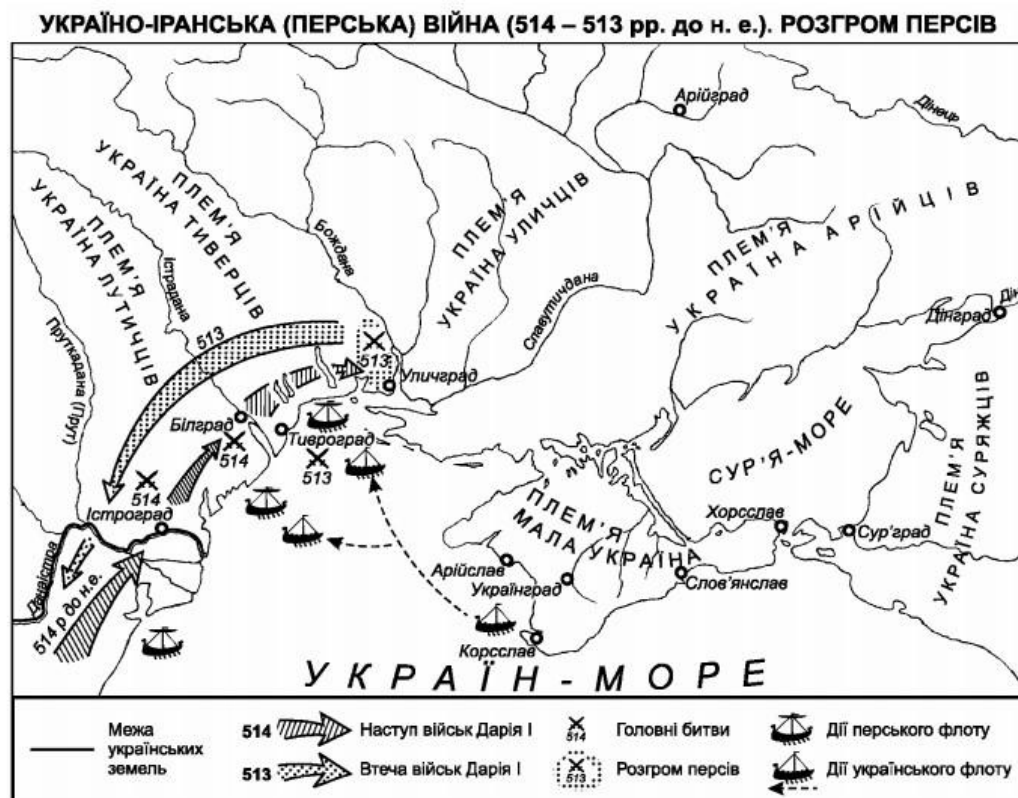 УКРАЇНО-ІРАНСЬКА (ПЕРСЬКА) ВІЙНА (514 – 513 рр. до н. е.). РОЗГРОМ ПЕРСІВ
Арійград
Дінець
ПЛЕМ'Я
УКРАЇНА ТИВЕРЦІВ
ПЛЕМ'Я
УКРАЇНА ЛУТИЧЦІВ
Істрадана
Бождана
ПЛЕМ'Я
УКРАЇНА УЛИЧЦІВ
ПЛЕМ'Я
УКРАЇНА АРІЙЦІВ
Славутичдана
Пруткадана (Прут)
Дін
Дінград
513
513
Уличград
Білград
Тивроград
514
513
514
Істроград
СУР'Я-МОРЕ
ПЛЕМ'Я
УКРАЇНА СУРЯЖЦІВ
ПЛЕМ'Я
МАЛА УКРАЇНА
Хорсслав
Сур'град
Арійслав
Українград
Слов'янслав
Данаістра
514 р до н.е.
Корсслав
УКРАЇН-МОРЕ
Межа
українських
земель
514
Наступ військ Дарія І
513
Втеча військ Дарія І
514
Головні битви
513
Розгром персів
Дії перського флоту
Дії українського флоту